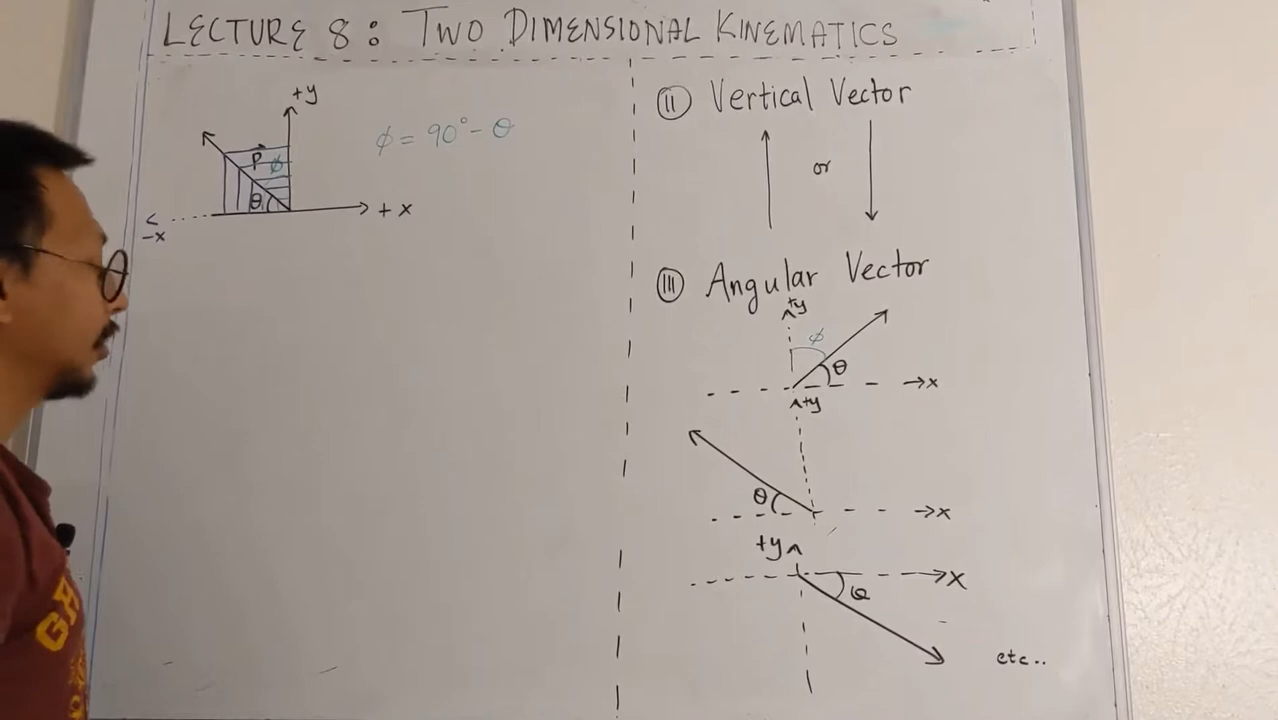 LECTURE 8: TWO DIMENSIONAL KINEMATICS
+y
ϕ = 90° - θ
P
ϕ
θ
+ x
-x
II Vertical Vector
or
III Angular Vector
+y
ϕ
θ
x
+y
θ
x
+y
x
θ
etc..